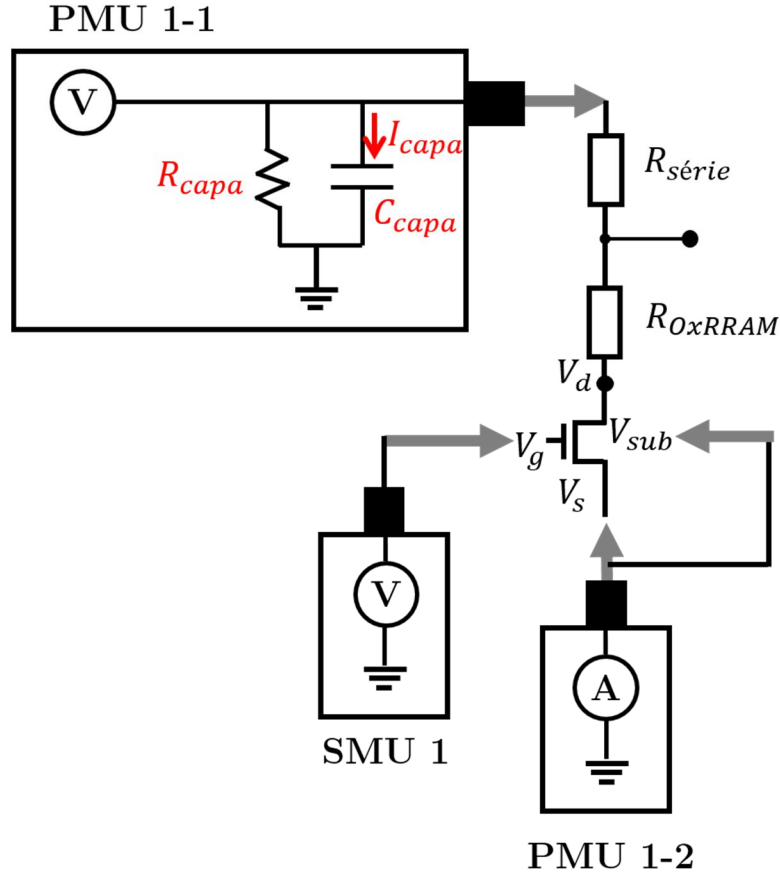 PMU 1-1
V
I_capa
R_capa
C_capa
R_série
R_OxRRAM
V_d
V_g
V_sub
V_s
V
A
SMU 1
PMU 1-2